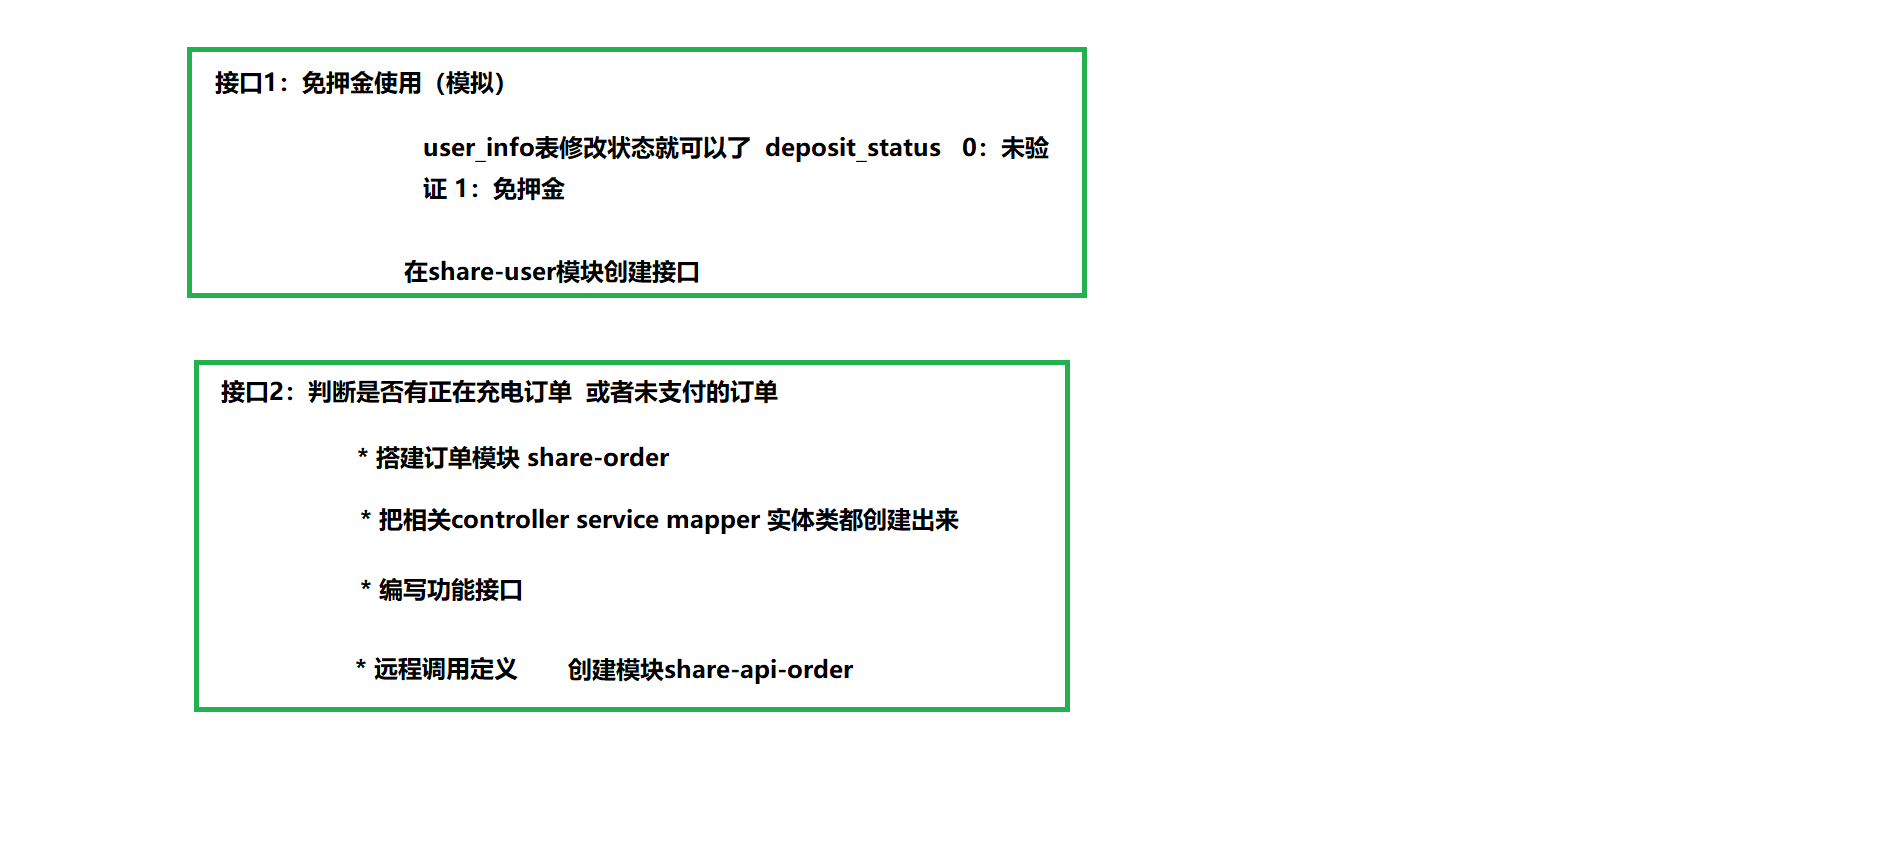 接口1：免押金使用（模拟）
user_info表修改状态就可以了  deposit_status   0：未验
证 1：免押金
在share-user模块创建接口
接口2：判断是否有正在充电订单  或者未支付的订单
* 搭建订单模块 share-order
* 把相关controller service mapper 实体类都创建出来
* 编写功能接口
* 远程调用定义       创建模块share-api-order